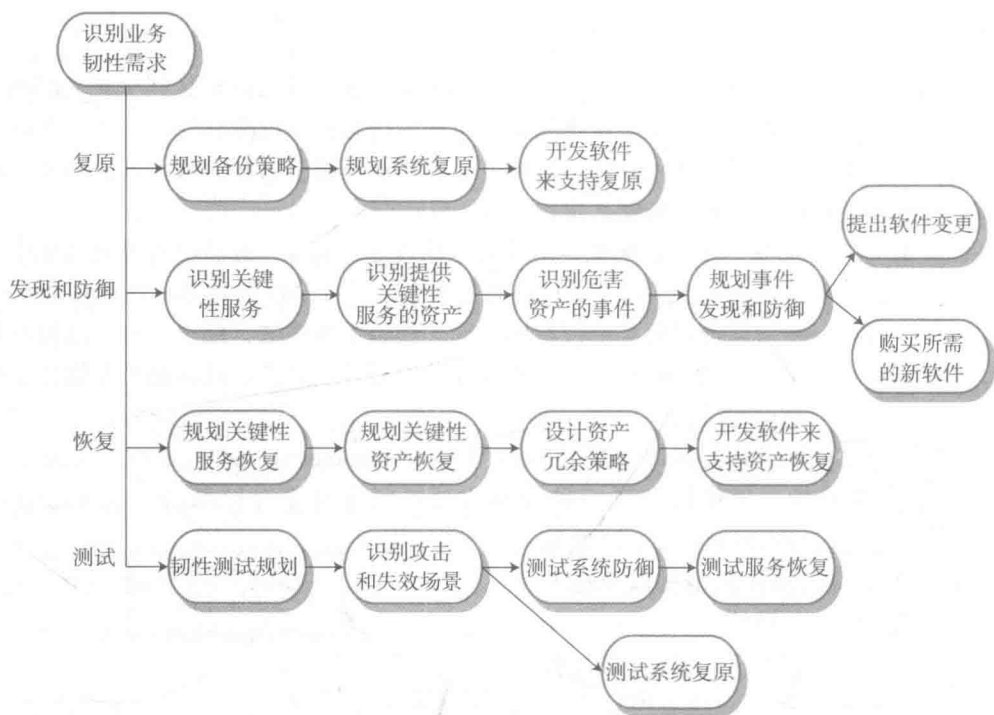 识别业务
韧性需求
复原
规划备份策略
规划系统复原
开发软件
来支持复原
提出软件变更
发现和防御
识别关键
性服务
识别提供
关键性
服务的资产
识别危害
资产的事件
规划事件
发现和防御
购买所需
的新软件
恢复
规划关键性
服务恢复
规划关键性
资产恢复
设计资产
冗余策略
开发软件来
支持资产恢复
测试
韧性测试规划
识别攻击
和失效场景
测试系统防御
测试服务恢复
测试系统复原